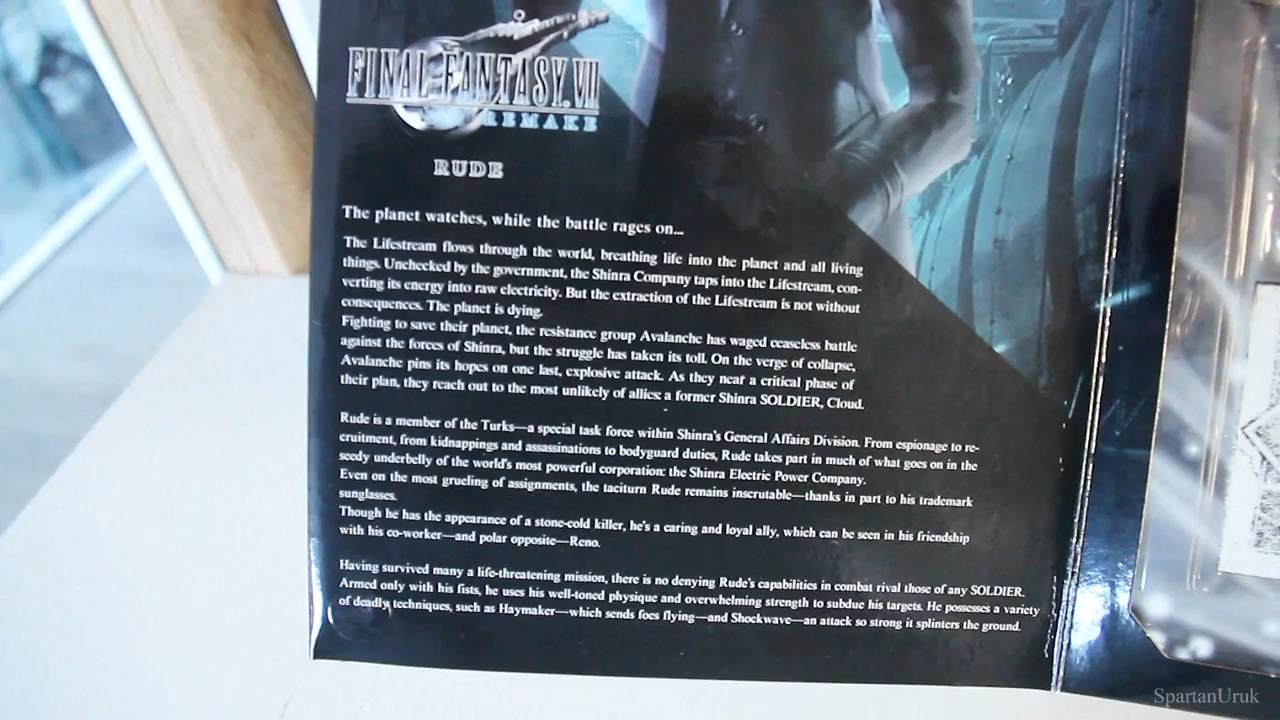 FINAL FANTASY VII
REMAKE
RUDE
The planet watches, while the battle rages on...
The Lifestream flows through the world, breathing life into the planet and all living
things. Unchecked by the government, the Shinra Company taps into the Lifestream, con-
verting its energy into raw electricity. But the extraction of the Lifestream is not without
consequences. The planet is dying.
Fighting to save their planet, the resistance group Avalanche has waged ceaseless battle
against the forces of Shinra, but the struggle has taken its toll. On the verge of collapse,
Avalanche pins its hopes on one last, explosive attack. As they near a critical phase of
their plan, they reach out to the most unlikely of allies: a former Shinra SOLDIER, Cloud.
Rude is a member of the Turks—a special task force within Shinra's General Affairs Division. From espionage to re-
cruitment, from kidnappings and assassinations to bodyguard duties, Rude takes part in much of what goes on in the
seedy underbelly of the world's most powerful corporation: the Shinra Electric Power Company.
Even on the most grueling of assignments, the taciturn Rude remains inscrutable—thanks in part to his trademark
sunglasses.
Though he has the appearance of a stone-cold killer, he's a caring and loyal ally, which can be seen in his friendship
with his co-worker—and polar opposite—Reno.
Having survived many a life-threatening mission, there is no denying Rude's capabilities in combat rival those of any SOLDIER.
Armed only with his fists, he uses his well-toned physique and overwhelming strength to subdue his targets. He possesses a variety
of deadly techniques, such as Haymaker—which sends foes flying—and Shockwave—an attack so strong it splinters the ground.
SpartanUruk